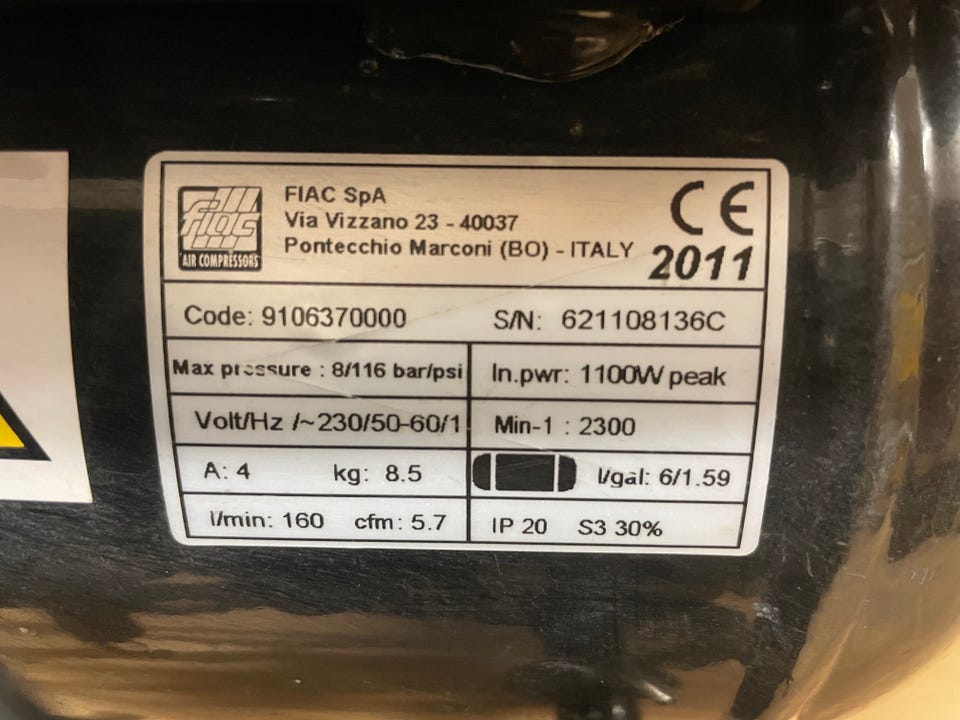 fiac
AIR COMPRESSORS
FIAC SpA
Via Vizzano 23 - 40037
Pontecchio Marconi (BO) - ITALY
CE
2011
Code: 9106370000
S/N: 621108136C
Max pressure : 8/116 bar/psi
In.pwr: 1100W peak
Volt/Hz /~230/50-60/1
Min-1 : 2300
A: 4 kg: 8.5
l/gal: 6/1.59
l/min: 160 cfm: 5.7
IP 20 S3 30%